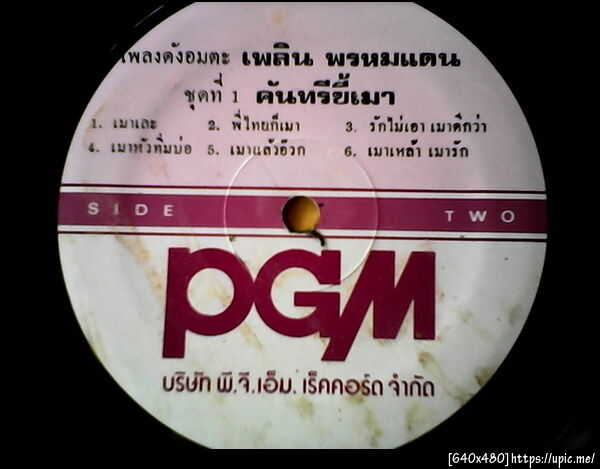 เพลงดังอมตะ เพลิน พรหมแดน
ชุดที่ 1 คันทรีขี้เมา
1. เมาเละ 2. พี่ไทยก็เมา 3. รักไม่เอา เมาดีกว่า
4. เมาหัวทิ่มบ่อ 5. เมาแล้วอ๊วก 6. เมาเหล้า เมารัก
SIDE TWO
PGM
บริษัท พี.จี.เอ็ม. เร็คคอร์ด จำกัด
[640x480]https://upic.me/